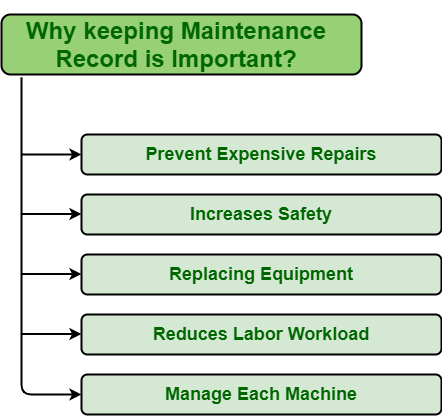 Why keeping Maintenance
Record is Important?
Prevent Expensive Repairs
Increases Safety
Replacing Equipment
Reduces Labor Workload
Manage Each Machine